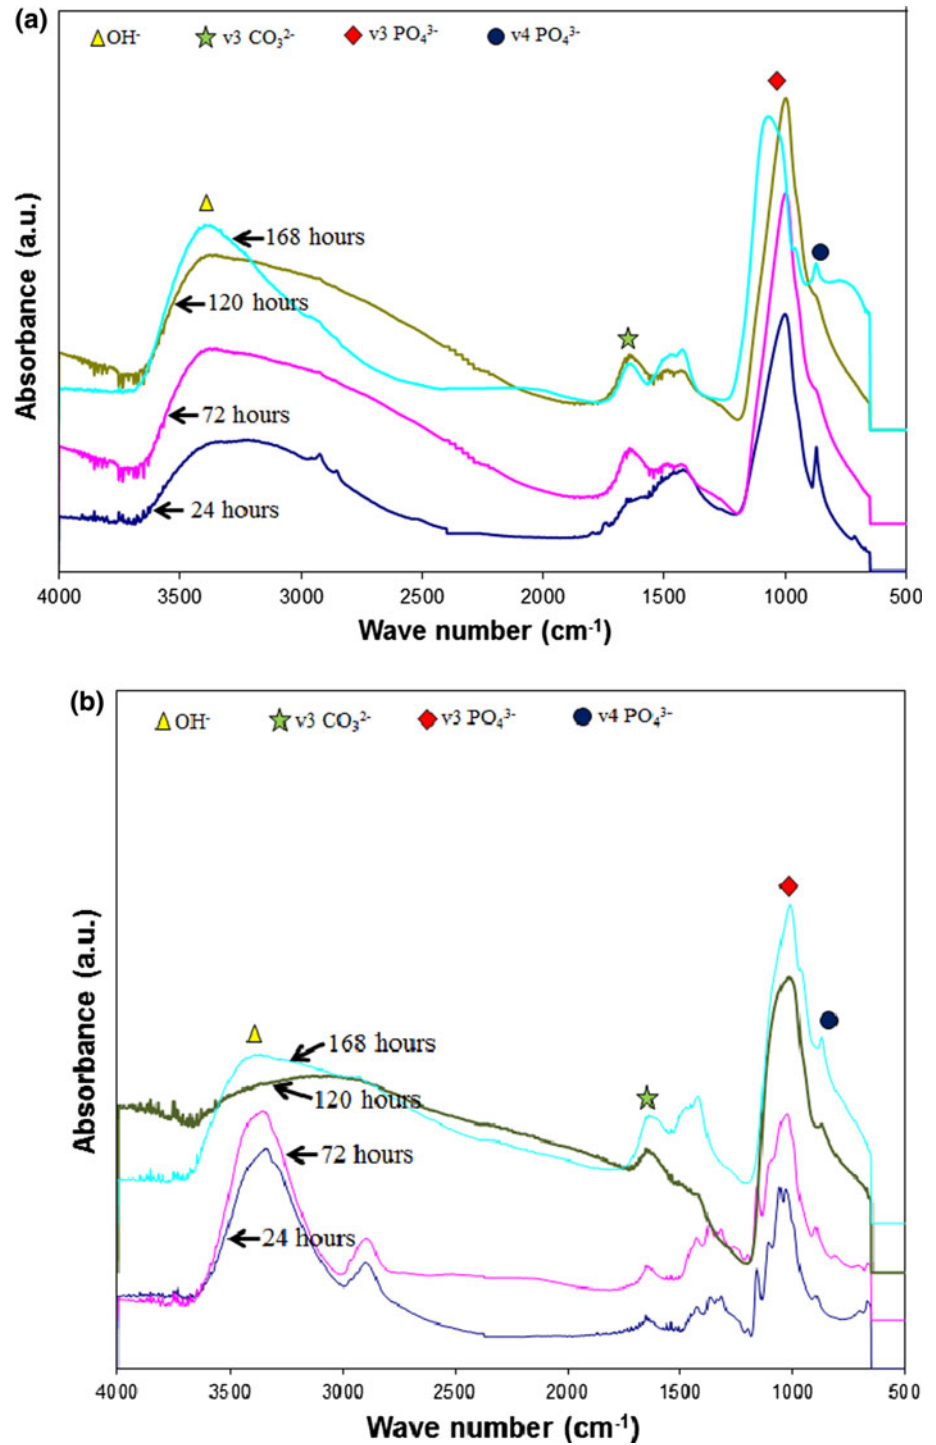 (a)
OH⁻ v3 CO₃²⁻ v3 PO₄³⁻ v4 PO₄³⁻
Absorbance (a.u.)
168 hours
120 hours
72 hours
24 hours
4000 3500 3000 2500 2000 1500 1000 500
Wave number (cm⁻¹)
(b)
OH⁻ v3 CO₃²⁻ v3 PO₄³⁻ v4 PO₄³⁻
Absorbance (a.u.)
168 hours
120 hours
72 hours
24 hours
4000 3500 3000 2500 2000 1500 1000 500
Wave number (cm⁻¹)